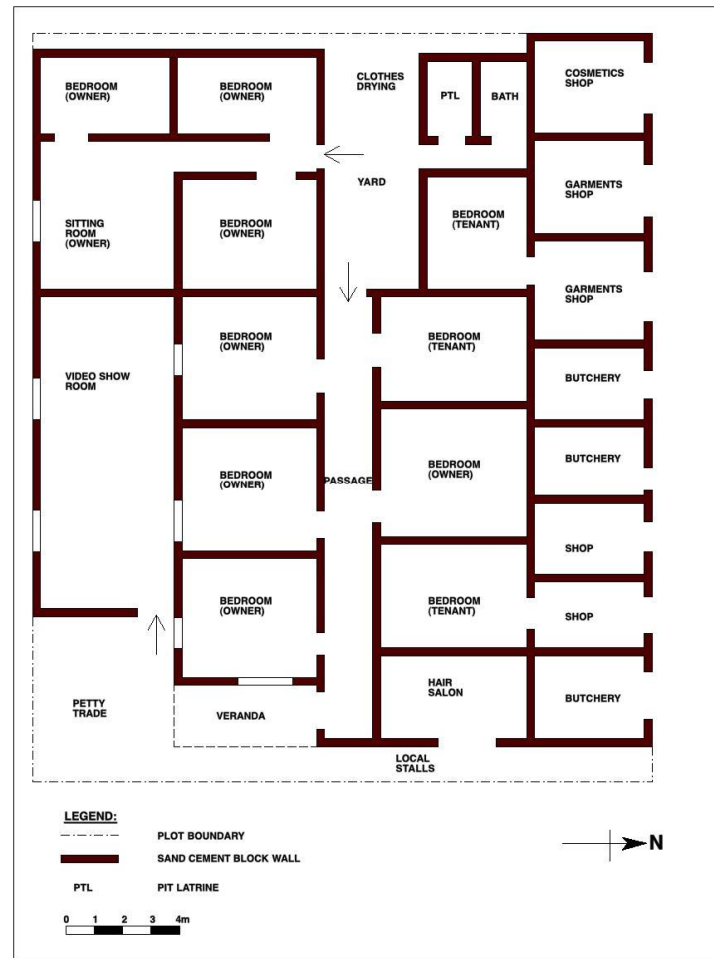 BEDROOM
(OWNER)
BEDROOM
(OWNER)
CLOTHES
DRYING
PTL
BATH
COSMETICS
SHOP
YARD
SITTING
ROOM
(OWNER)
BEDROOM
(OWNER)
BEDROOM
(TENANT)
GARMENTS
SHOP
GARMENTS
SHOP
VIDEO SHOW
ROOM
BEDROOM
(OWNER)
BEDROOM
(TENANT)
BUTCHERY
BEDROOM
(OWNER)
PASSAGE
BEDROOM
(OWNER)
BUTCHERY
SHOP
BEDROOM
(OWNER)
BEDROOM
(TENANT)
SHOP
PETTY
TRADE
VERANDA
HAIR
SALON
BUTCHERY
LOCAL
STALLS
LEGEND:
PLOT BOUNDARY
SAND CEMENT BLOCK WALL
PTL PIT LATRINE
0 1 2 3 4m
N